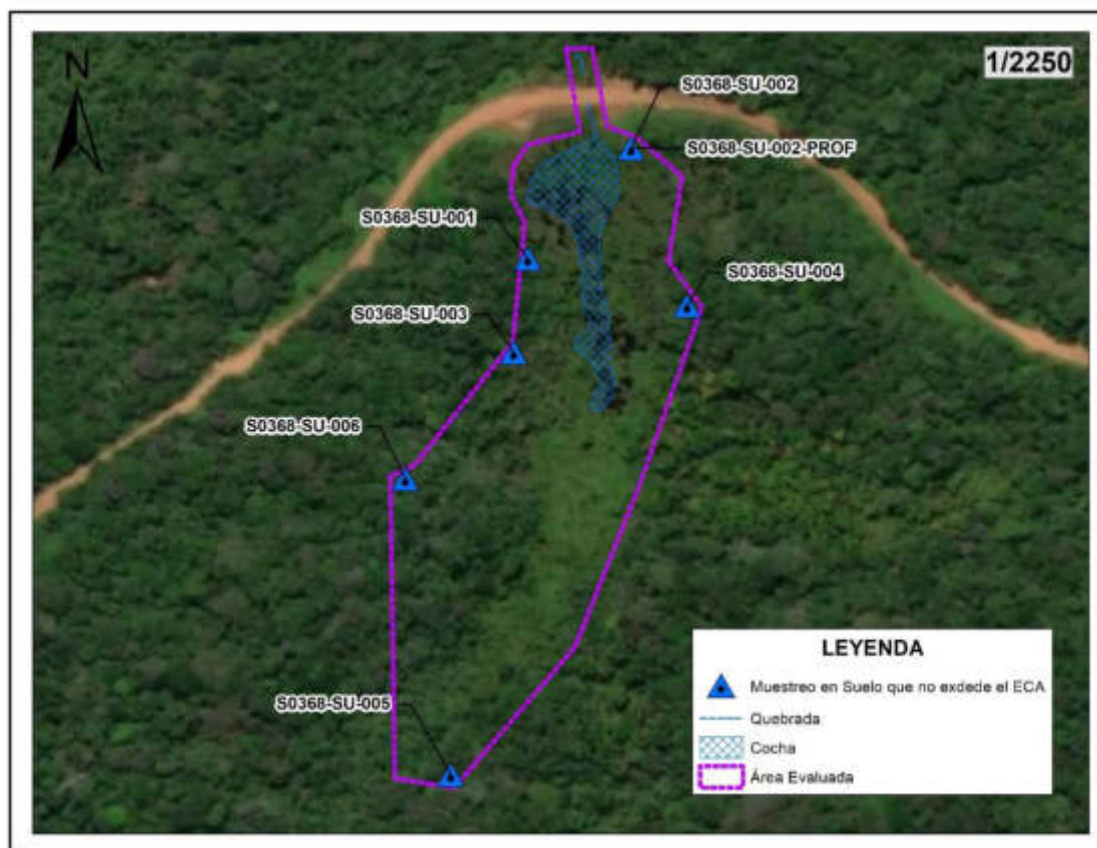 N
1/2250
S0368-SU-002
S0368-SU-002-PROF
S0368-SU-001
S0368-SU-004
S0368-SU-003
S0368-SU-006
S0368-SU-005
LEYENDA
Muestreo en Suelo que no exdede el ECA
Quebrada
Cocha
Área Evaluada